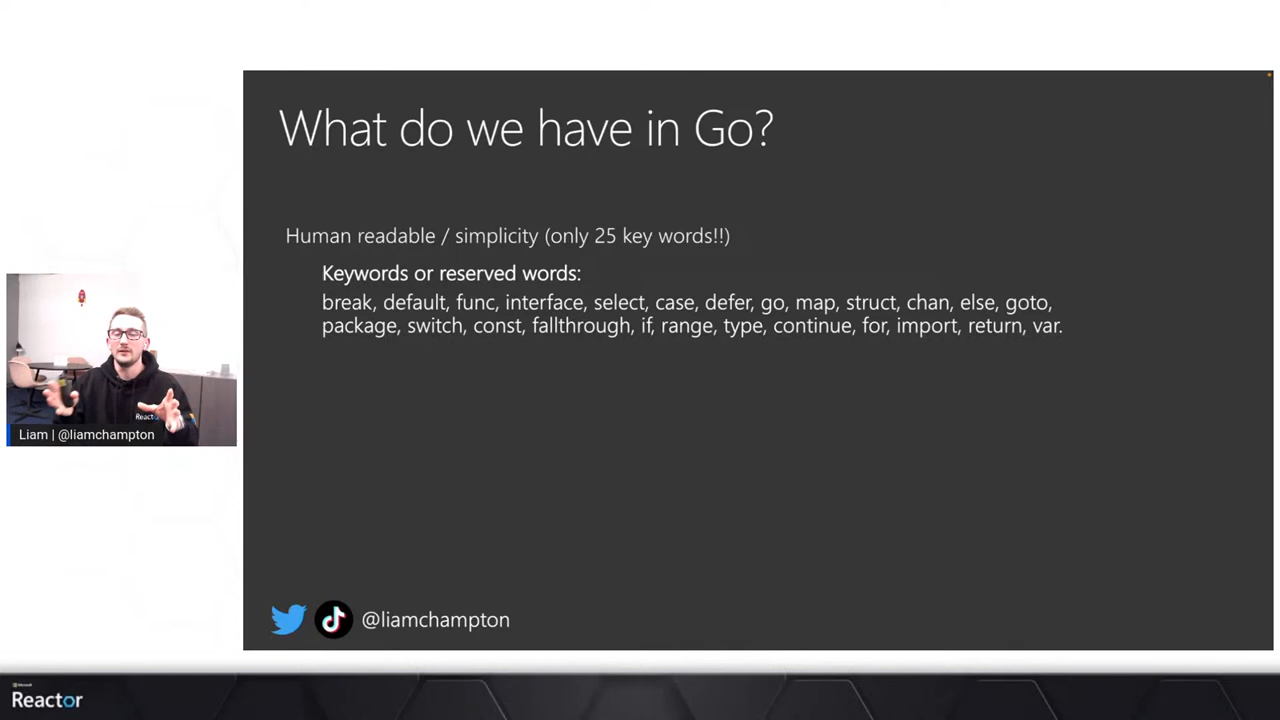 What do we have in Go?
Human readable / simplicity (only 25 key words!!)
Keywords or reserved words:
break, default, func, interface, select, case, defer, go, map, struct, chan, else, goto,
package, switch, const, fallthrough, if, range, type, continue, for, import, return, var.
Reactor
Liam | @liamchampton
@liamchampton
Microsoft
Reactor